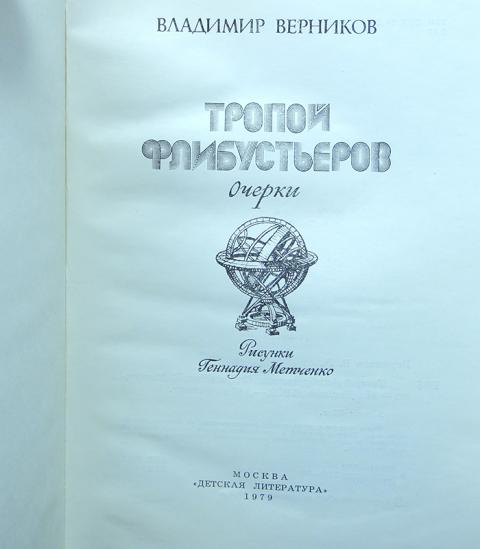 ВЛАДИМИР ВЕРНИКОВ
ТРОПОЙ
ФЛИБУСТЬЕРОВ
Очерки
Рисунки
Геннадия Метченко
МОСКВА
«ДЕТСКАЯ ЛИТЕРАТУРА»
1979